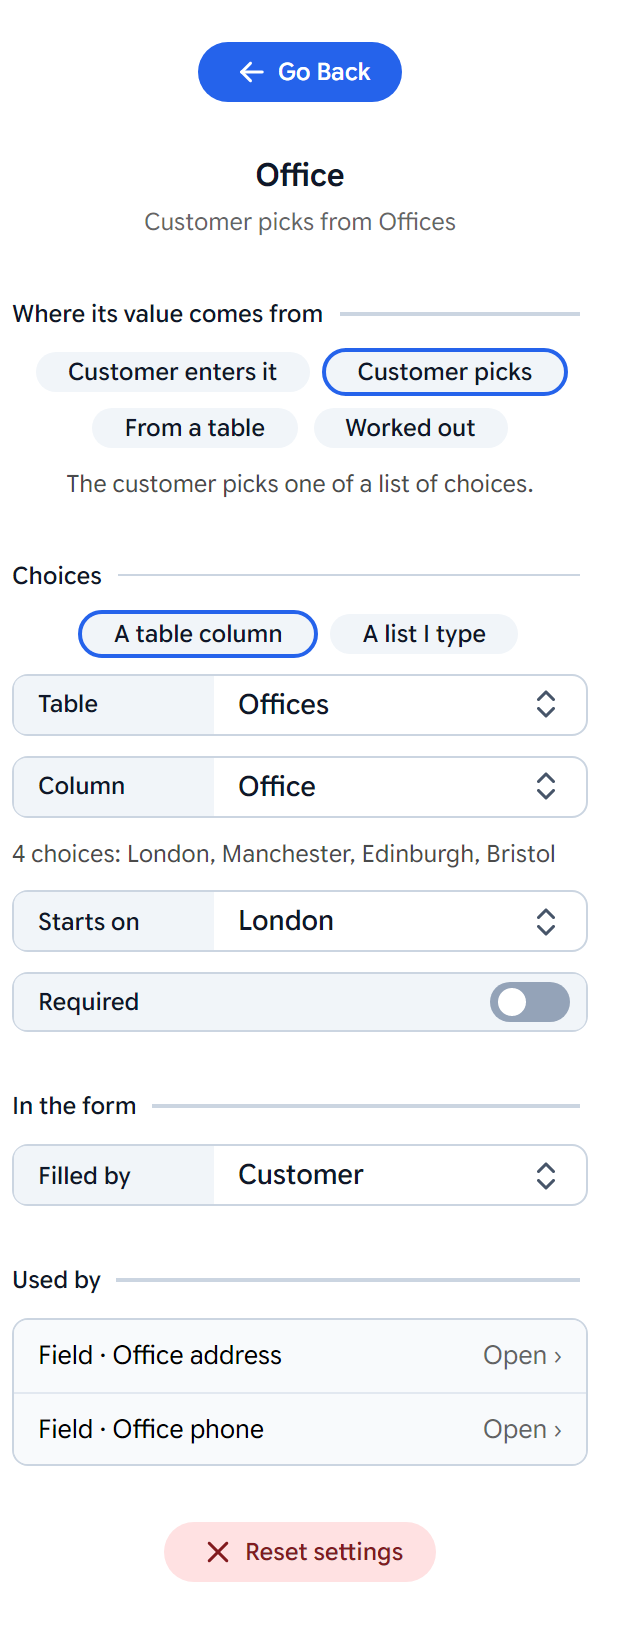 Go Back
Office
Customer picks from Offices
Where its value comes from
Customer enters it
Customer picks
From a table
Worked out
The customer picks one of a list of choices.
Choices
A table column
A list I type
Table
Offices
Column
Office
4 choices: London, Manchester, Edinburgh, Bristol
Starts on
London
Required
In the form
Filled by
Customer
Used by
Field · Office address
Open ›
Field · Office phone
Open ›
Reset settings